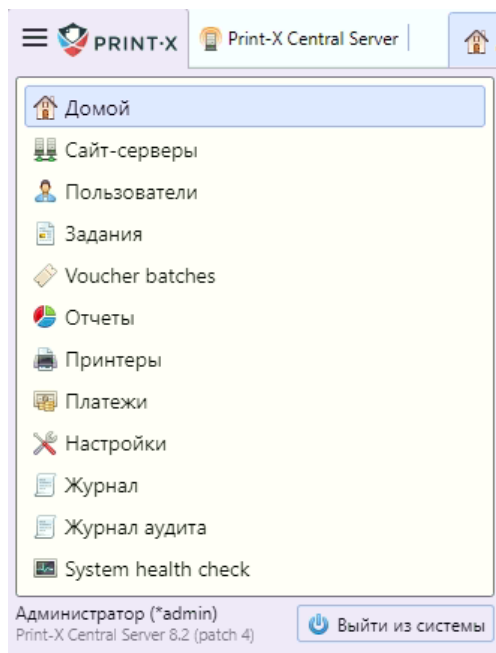 PRINT·X
Print-X Central Server
Домой
Сайт-серверы
Пользователи
Задания
Voucher batches
Отчеты
Принтеры
Платежи
Настройки
Журнал
Журнал аудита
System health check
Администратор (*admin)
Print-X Central Server 8.2 (patch 4)
Выйти из системы